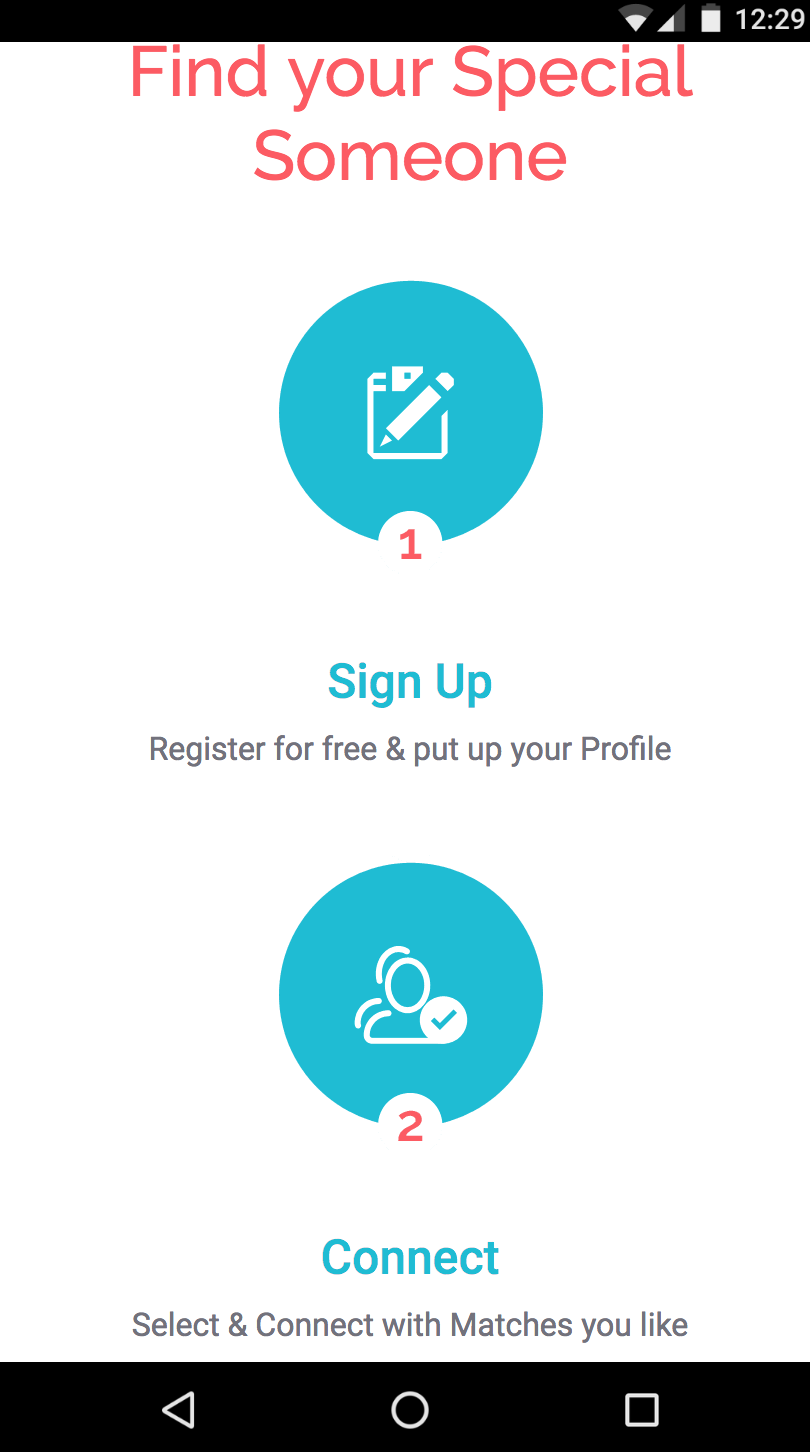 12:29
Find your Special
Someone
1
Sign Up
Register for free & put up your Profile
2
Connect
Select & Connect with Matches you like